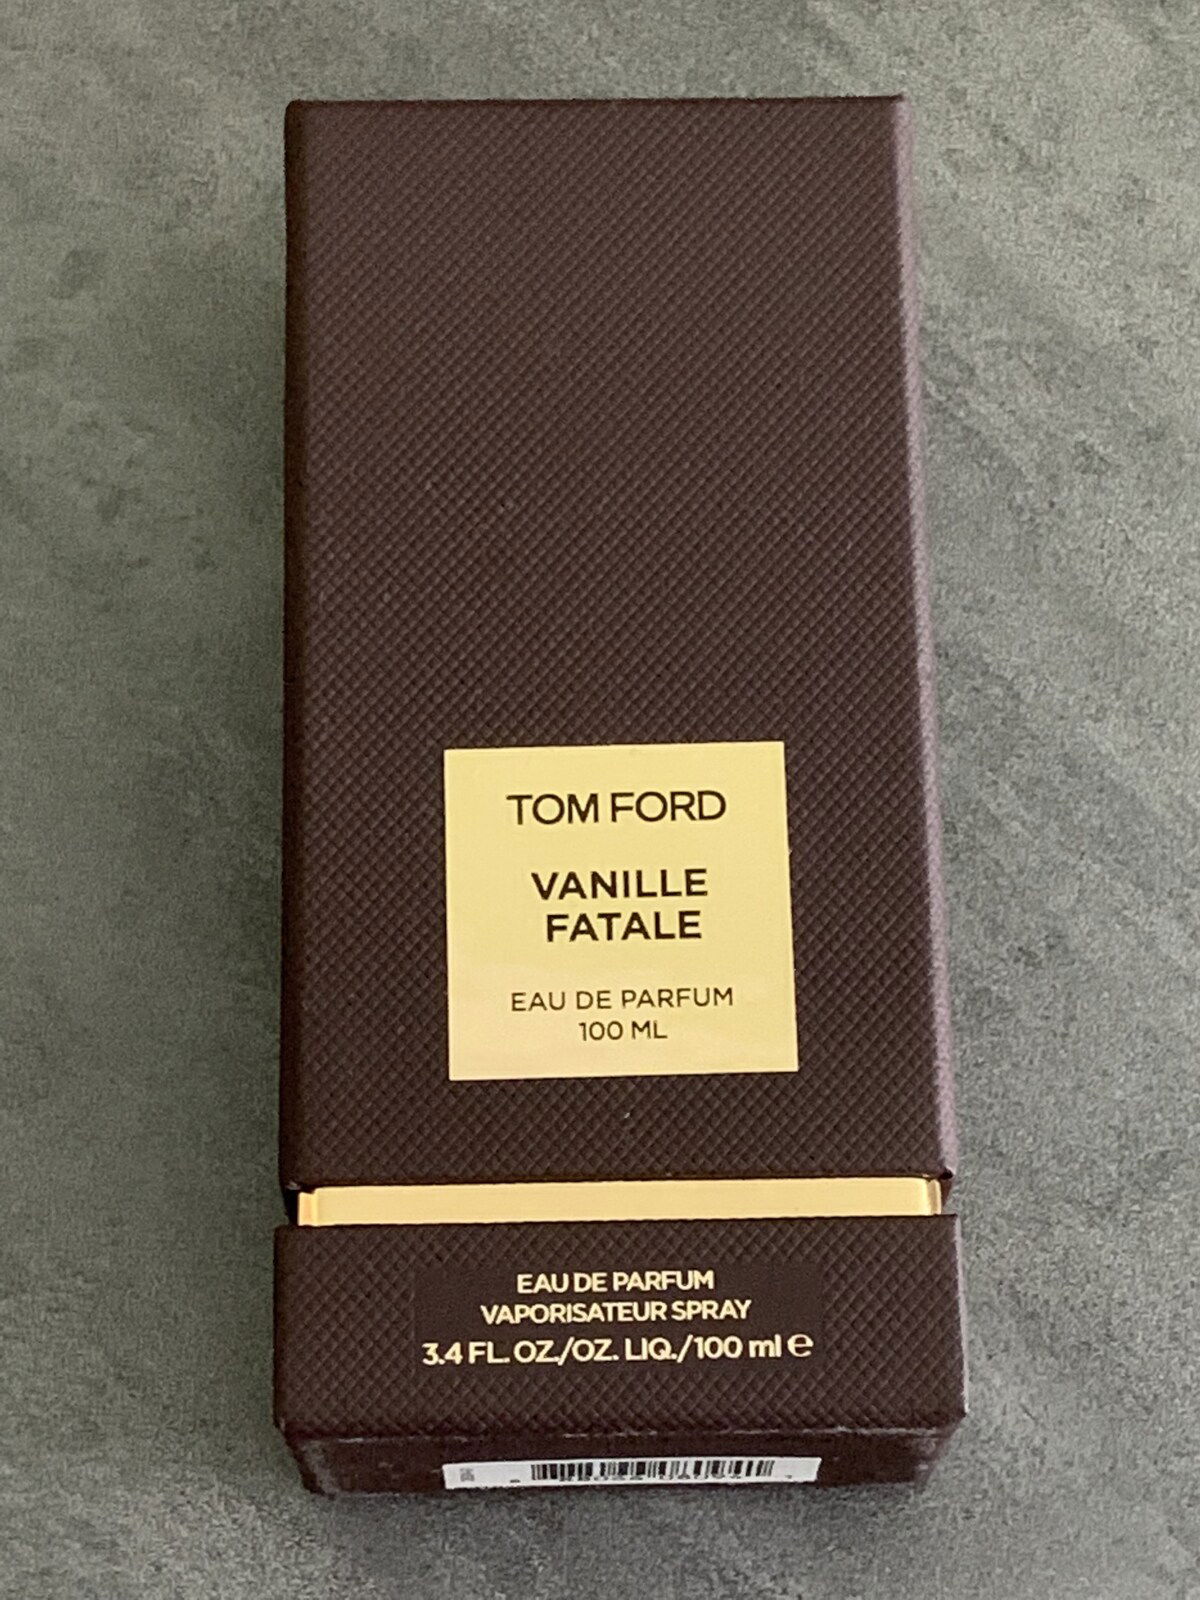 TOM FORD
VANILLE
FATALE
EAU DE PARFUM
100 ML
EAU DE PARFUM
VAPORISATEUR SPRAY
3.4 FL. OZ./OZ. LIQ./100 ml ℮